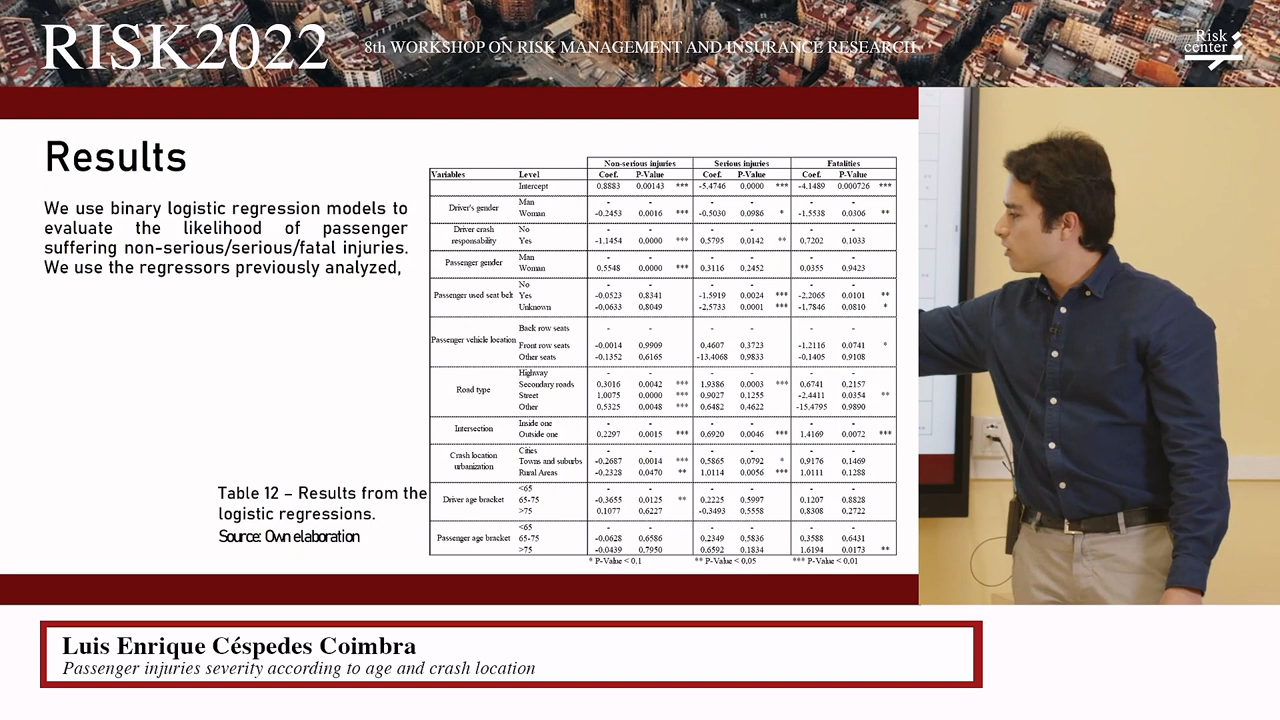 RISK2022
8th WORKSHOP ON RISK MANAGEMENT AND INSURANCE RESEARCH
Risk
center
Results
We use binary logistic regression models to
evaluate the likelihood of passenger
suffering non-serious/serious/fatal injuries.
We use the regressors previously analyzed,
Table 12 – Results from the
logistic regressions.
Source: Own elaboration
Non-serious injuries Serious injuries Fatalities
Variables Level Coef. P-Value Coef. P-Value Coef. P-Value
Intercept 0,8883 0,00143 *** -5,4746 0,0000 *** -4,1489 0,000726 ***
Man - - - - - -
Driver's gender
Woman -0,2453 0,0016 *** -0,5030 0,0986 * -1,5538 0,0306 **
Driver crash No - - - - - -
responsability Yes -1,1454 0,0000 *** 0,5795 0,0142 ** 0,7202 0,1033
Man - - - - - -
Passenger gender
Woman 0,5548 0,0000 *** 0,3116 0,2452 0,0355 0,9423
No - - - - - -
Passenger used seat belt Yes -0,0523 0,8341 -1,5919 0,0024 *** -2,2065 0,0101 **
Unknown -0,0633 0,8049 -2,5733 0,0001 *** -1,7846 0,0810 *
Back row seats - - - - - -
Passenger vehicle location
Front row seats -0,0014 0,9909 0,4607 0,3723 -1,2116 0,0741 *
Other seats -0,1352 0,6165 -13,4068 0,9833 -0,1405 0,9108
Highway - - - - - -
Secondary roads 0,3016 0,0042 *** 1,9386 0,0003 *** 0,6741 0,2157
Road type
Street 1,0075 0,0000 *** 0,9027 0,1255 -2,4411 0,0354 **
Other 0,5325 0,0048 *** 0,6482 0,4622 -15,4795 0,9890
Inside one - - - - - -
Intersection
Outside one 0,2297 0,0015 *** 0,6920 0,0046 *** 1,4169 0,0072 ***
Cities - - - - - -
Crash location Towns and suburbs -0,2687 0,0014 *** 0,5865 0,0792 * 0,9176 0,1469
urbanization Rural Areas -0,2328 0,0470 ** 1,0114 0,0056 *** 1,0111 0,1288
<65 - - - - - -
Driver age bracket 65-75 -0,3655 0,0125 ** 0,2225 0,5997 0,1207 0,8828
>75 0,1077 0,6227 -0,3493 0,5558 0,8308 0,2722
<65 - - - - - -
Passenger age bracket 65-75 -0,0628 0,6586 0,2349 0,5836 0,3588 0,6431
>75 -0,0439 0,7950 0,6592 0,1834 1,6194 0,0173 **
* P-Value < 0,1 ** P-Value < 0,05 *** P-Value < 0,01
Luis Enrique Céspedes Coimbra
Passenger injuries severity according to age and crash location